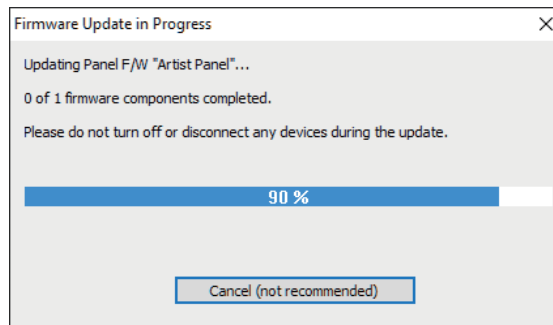 Firmware Update in Progress
Updating Panel F/W "Artist Panel"...
0 of 1 firmware components completed.
Please do not turn off or disconnect any devices during the update.
90 %
Cancel (not recommended)